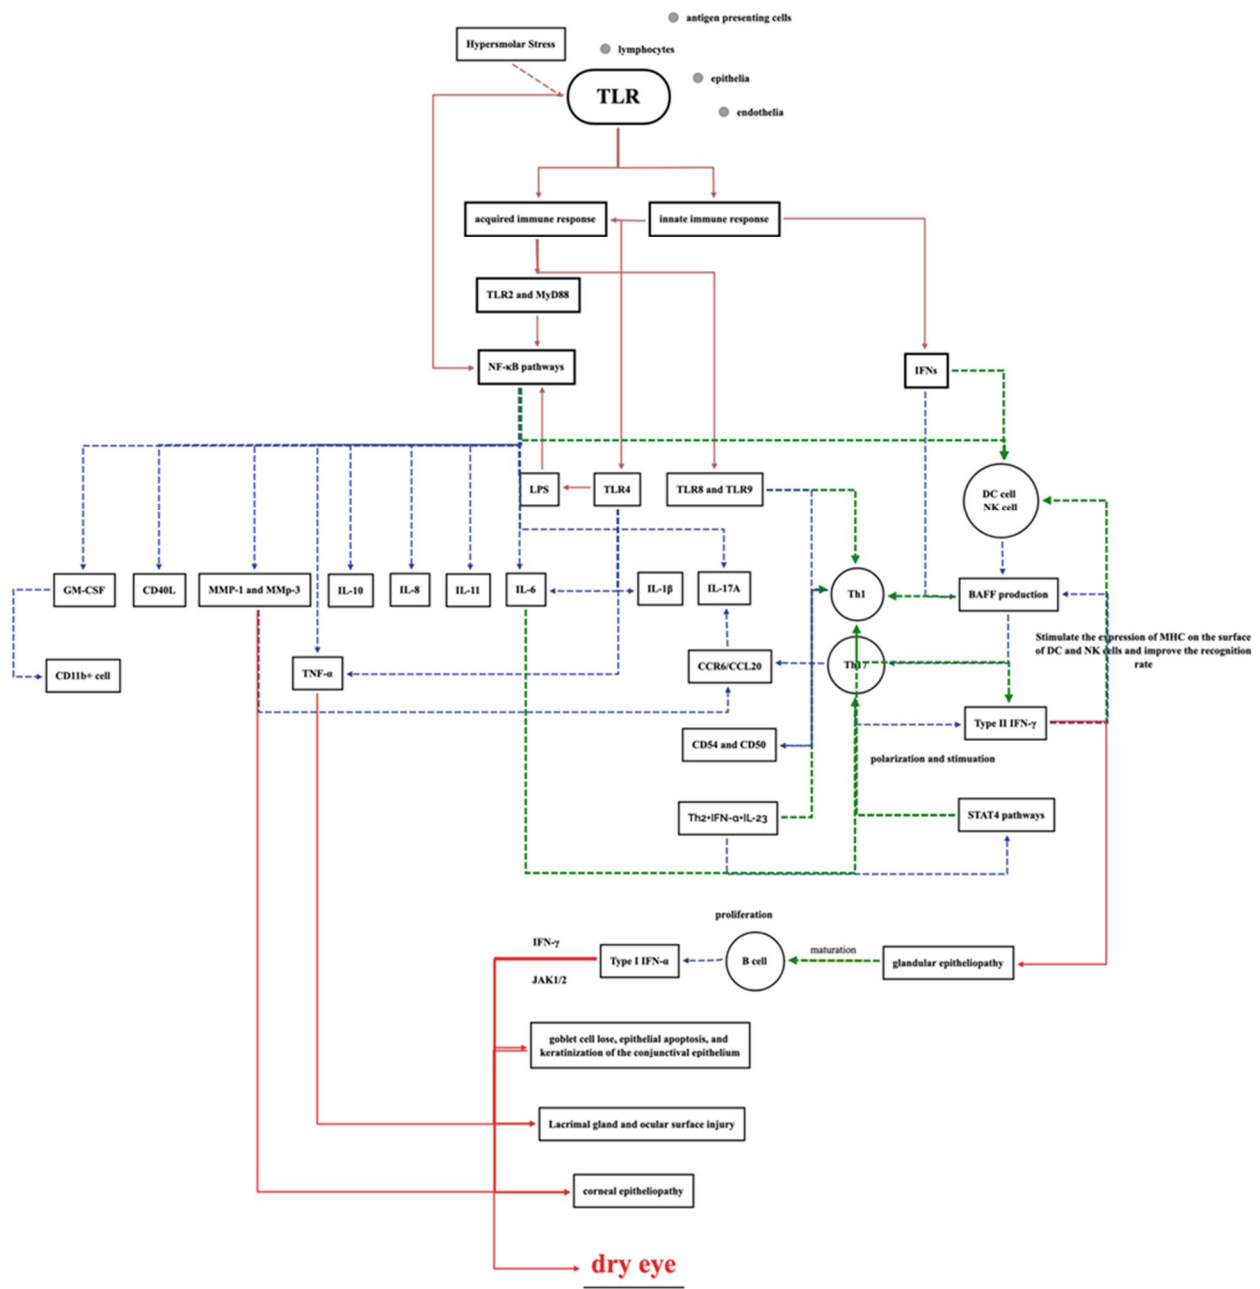 antigen presenting cells
Hypersmolar Stress
lymphocytes
epithelia
TLR
endothelia
acquired immune response
innate immune response
TLR2 and MyD88
NF-κB pathways
IFNs
LPS
TLR4
TLR8 and TLR9
DC cell
NK cell
GM-CSF
CD40L
MMP-1 and MMp-3
IL-10
IL-8
IL-11
IL-6
IL-1β
IL-17A
Th1
BAFF production
Stimulate the expression of MHC on the surface
of DC and NK cells and improve the recognition
rate
CD11b+ cell
TNF-α
CCR6/CCL20
Th17
Type II IFN-γ
CD54 and CD50
polarization and stimuation
Th2+IFN-α+IL-23
STAT4 pathways
proliferation
IFN-γ
Type I IFN-α
B cell
maturation
glandular epitheliopathy
JAK1/2
goblet cell lose, epithelial apoptosis, and
keratinization of the conjunctival epithelium
Lacrimal gland and ocular surface injury
corneal epitheliopathy
dry eye